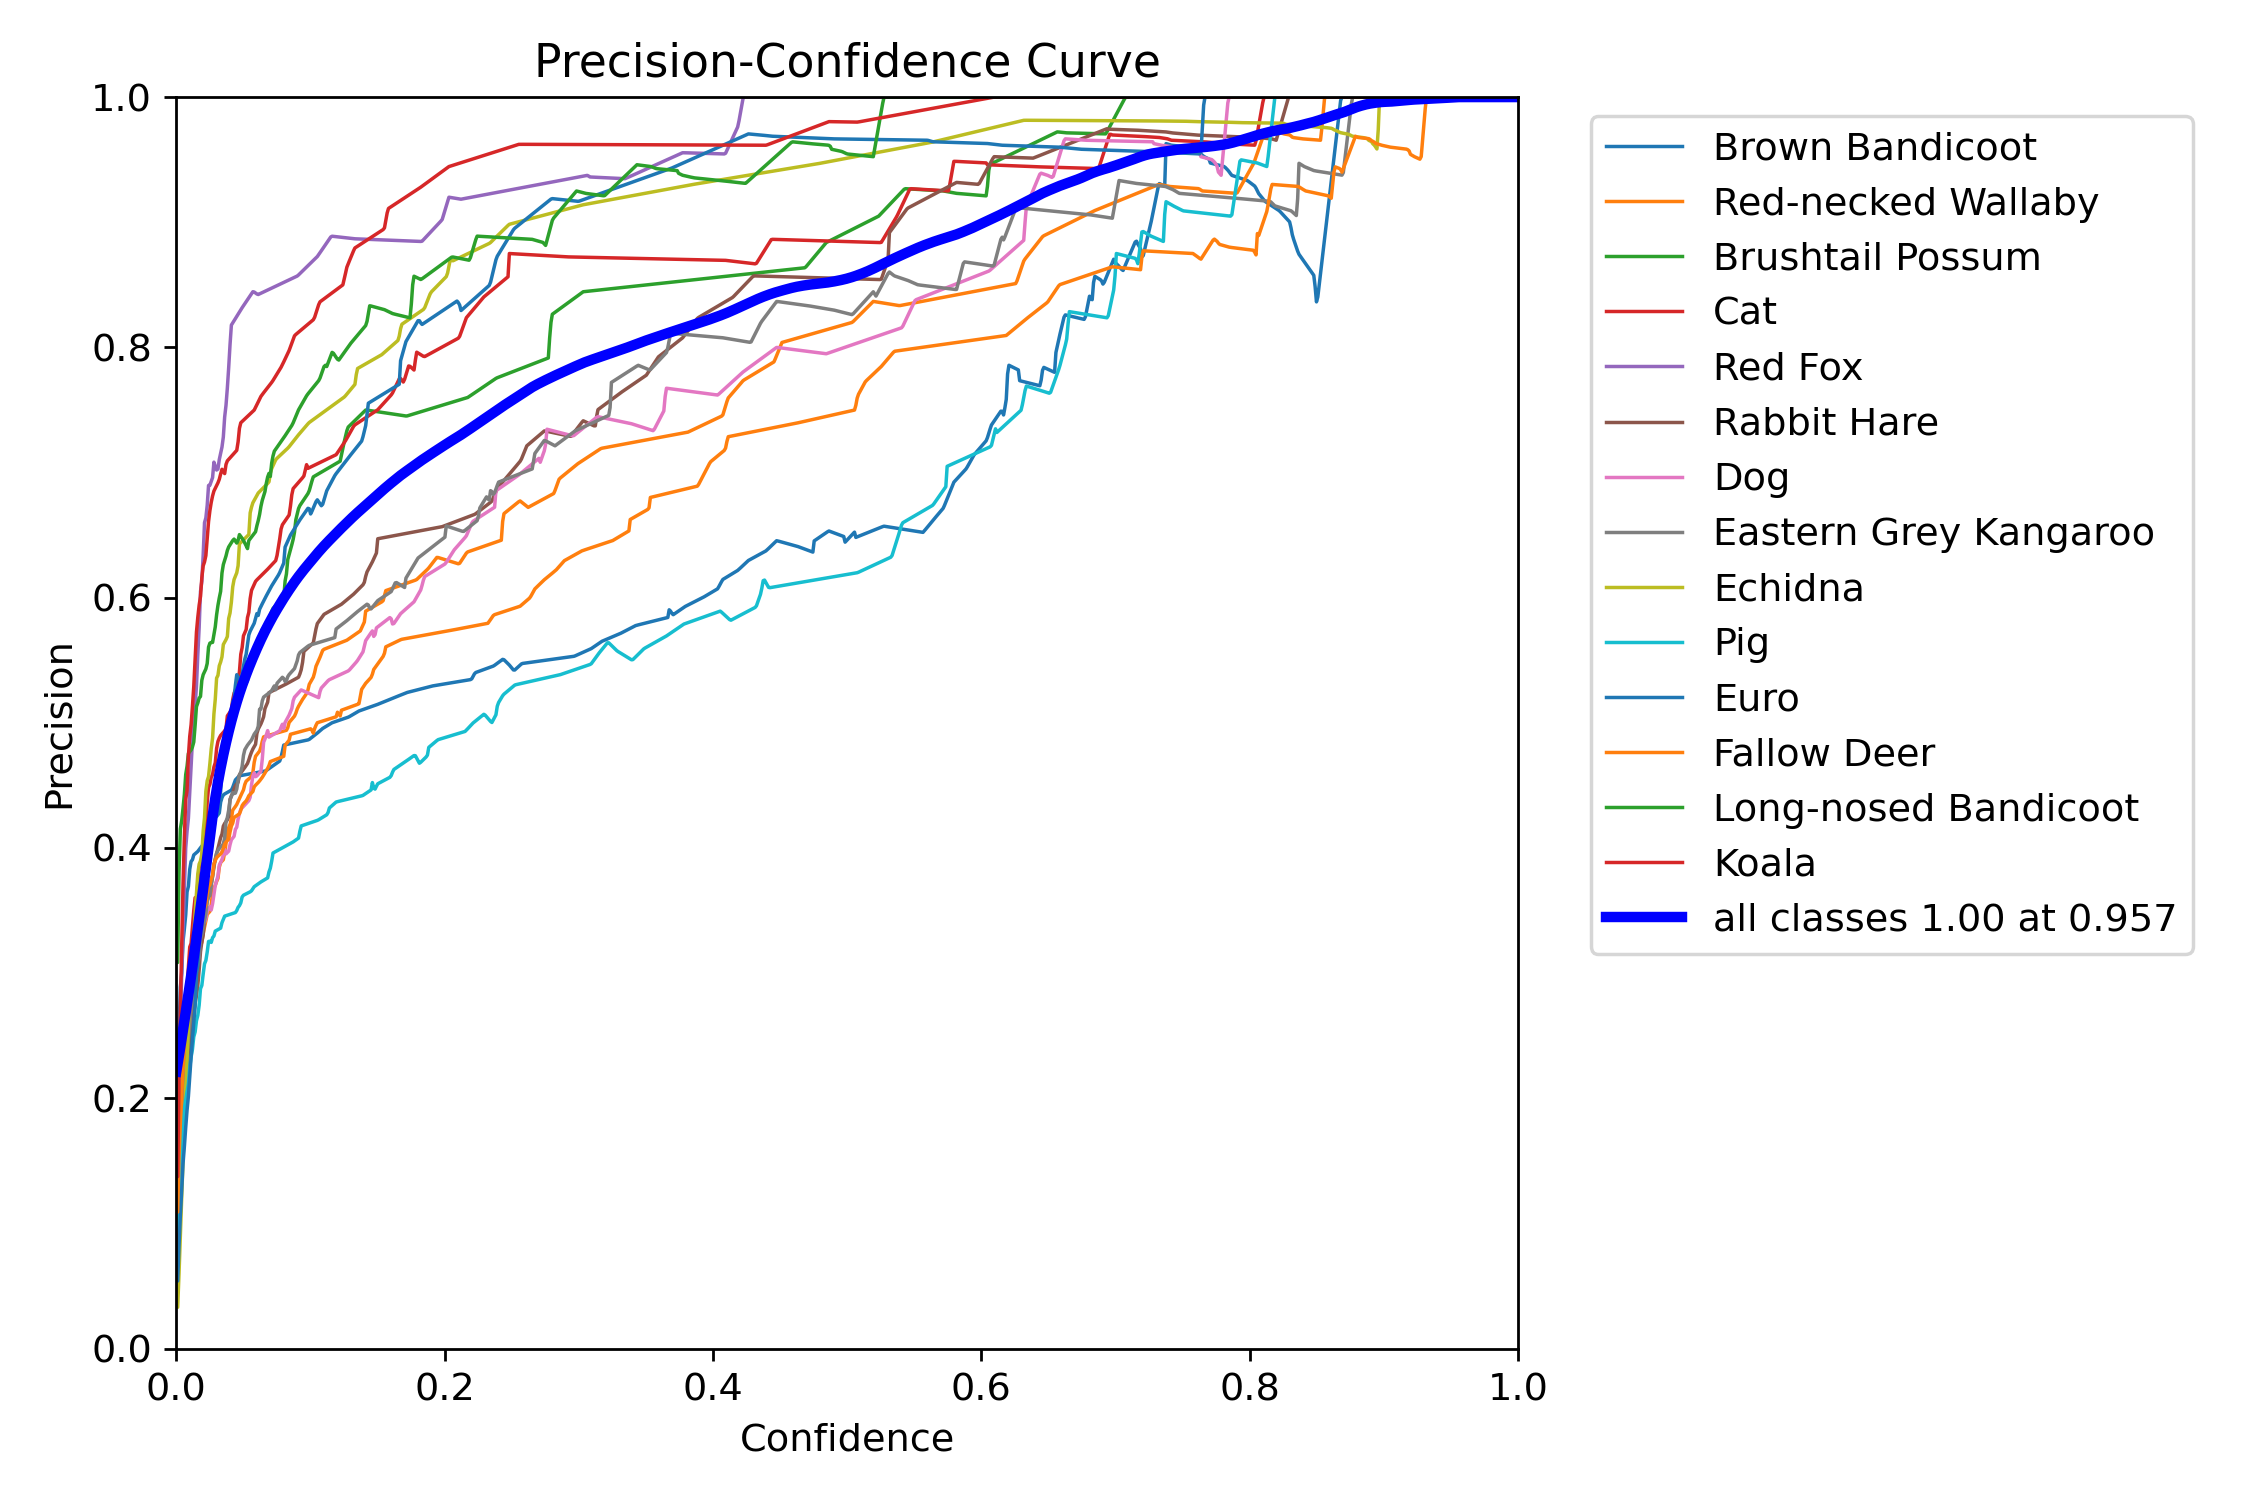 Precision-Confidence Curve
1.0
0.8
0.6
0.4
0.2
0.0
Precision
0.0 0.2 0.4 0.6 0.8 1.0
Confidence
Brown Bandicoot
Red-necked Wallaby
Brushtail Possum
Cat
Red Fox
Rabbit Hare
Dog
Eastern Grey Kangaroo
Echidna
Pig
Euro
Fallow Deer
Long-nosed Bandicoot
Koala
all classes 1.00 at 0.957